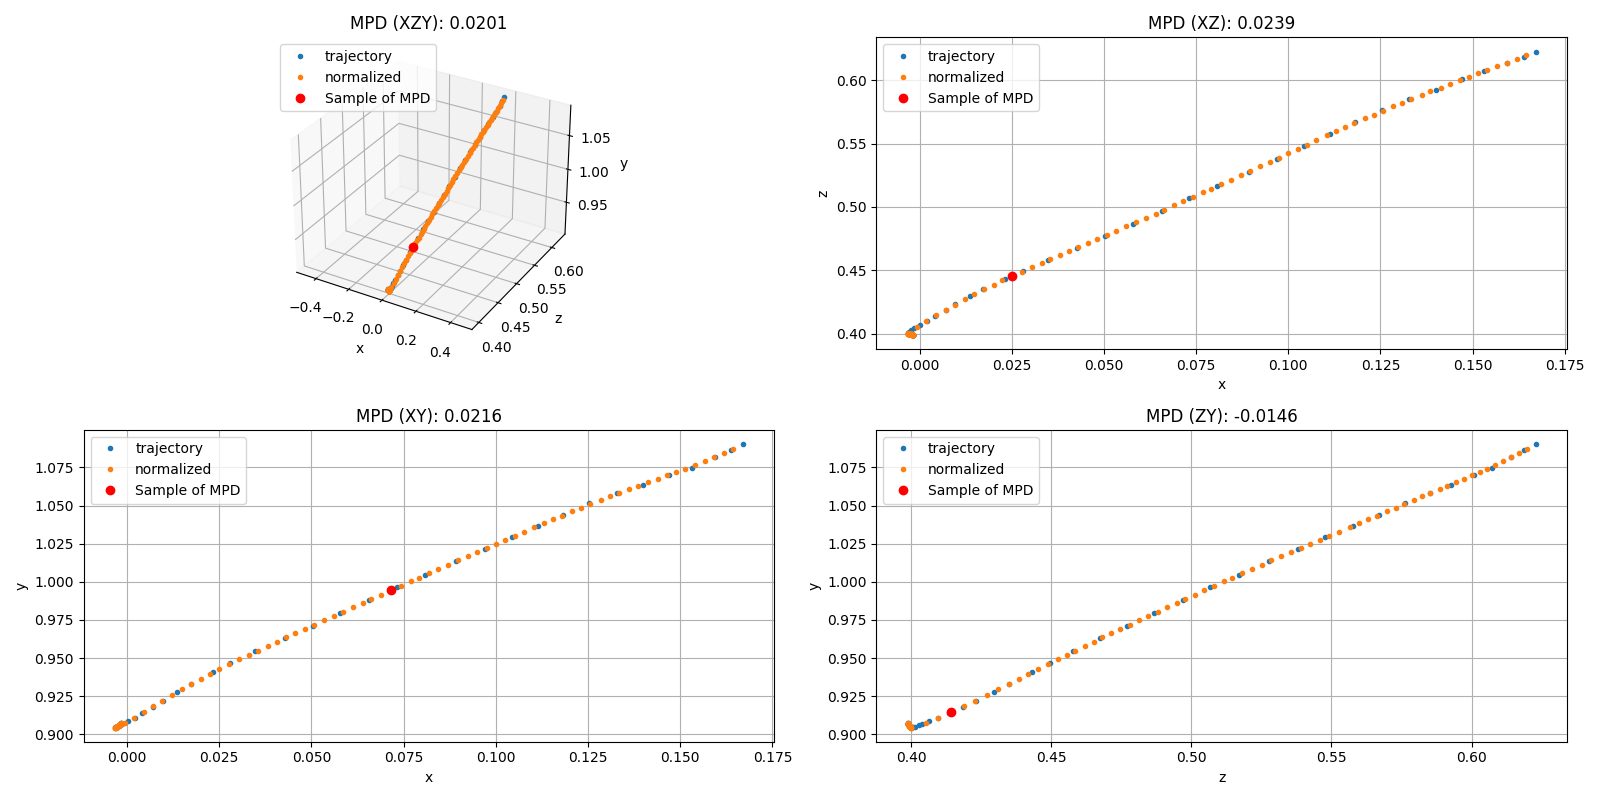 MPD (XZY): 0.0201
trajectory
normalized
Sample of MPD
1.05
1.00
0.95
y
0.60
0.55
0.50
0.45
0.40
z
−0.4
−0.2
0.0
0.2
0.4
x
MPD (XZ): 0.0239
trajectory
normalized
Sample of MPD
0.60
0.55
0.50
0.45
0.40
z
0.000
0.025
0.050
0.075
0.100
0.125
0.150
0.175
x
MPD (XY): 0.0216
trajectory
normalized
Sample of MPD
1.075
1.050
1.025
1.000
0.975
0.950
0.925
0.900
y
0.000
0.025
0.050
0.075
0.100
0.125
0.150
0.175
x
MPD (ZY): -0.0146
trajectory
normalized
Sample of MPD
1.075
1.050
1.025
1.000
0.975
0.950
0.925
0.900
y
0.40
0.45
0.50
0.55
0.60
z